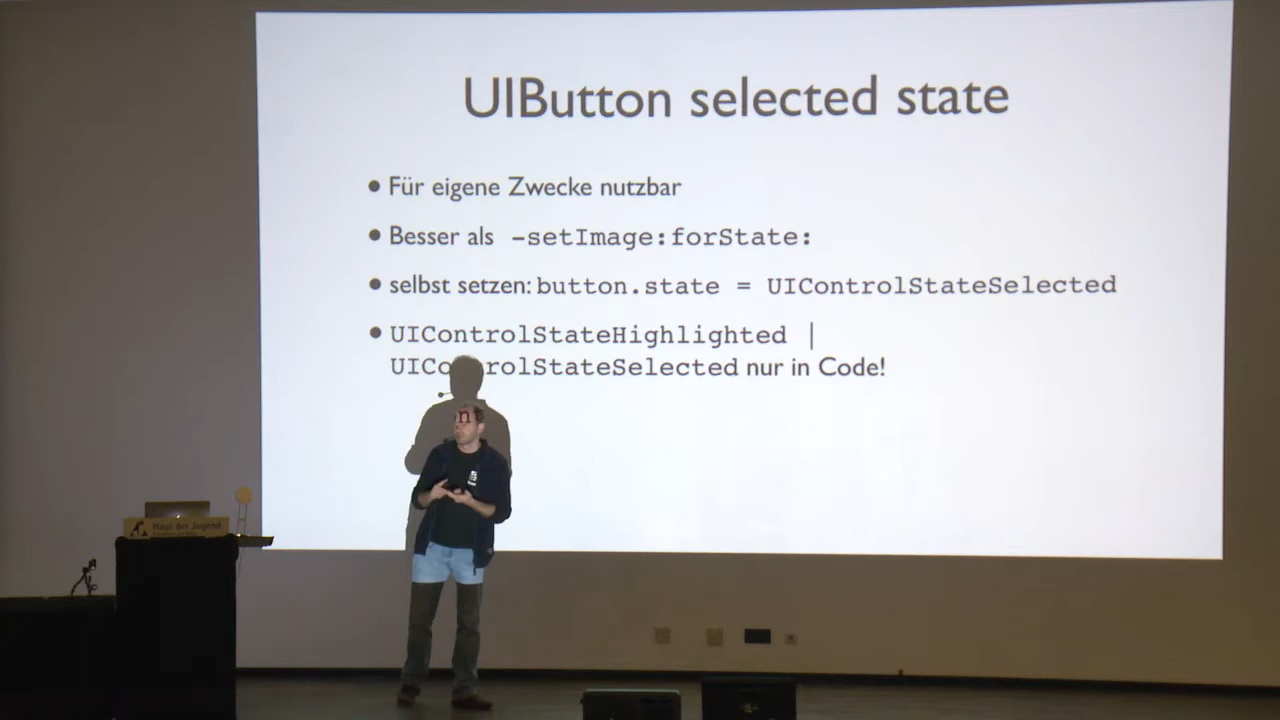 UIButton selected state
• Für eigene Zwecke nutzbar
• Besser als -setImage:forState:
• selbst setzen: button.state = UIControlStateSelected
• UIControlStateHighlighted |
UIControlStateSelected nur in Code!
Haus der Jugend